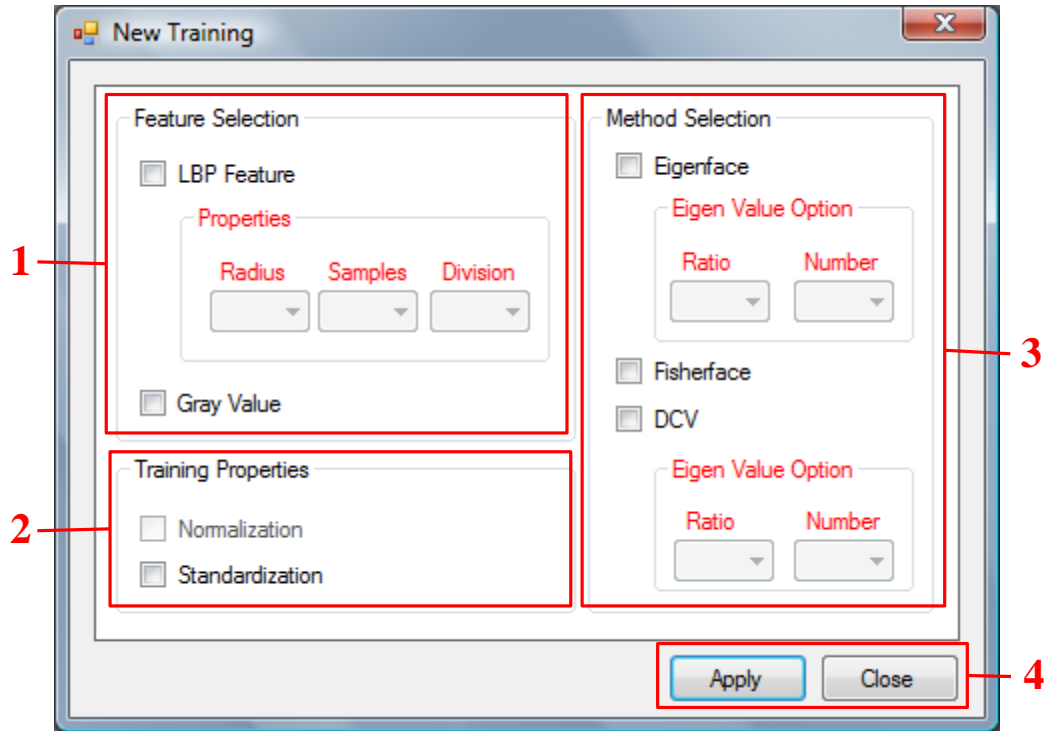 New Training
Feature Selection
LBP Feature
Properties
Radius Samples Division
Gray Value
1
Training Properties
Normalization
Standardization
2
Method Selection
Eigenface
Eigen Value Option
Ratio Number
Fisherface
DCV
Eigen Value Option
Ratio Number
3
Apply Close
4